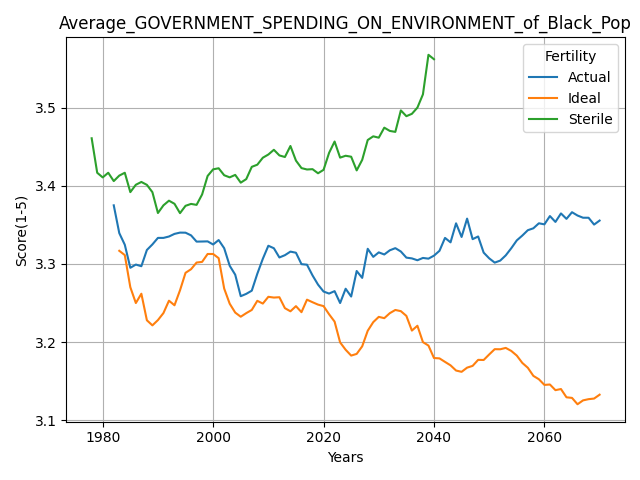 Average_GOVERNMENT_SPENDING_ON_ENVIRONMENT_of_Black_Pop
Fertility
Actual
Ideal
Sterile
Score(1-5)
3.5
3.4
3.3
3.2
3.1
1980 2000 2020 2040 2060
Years